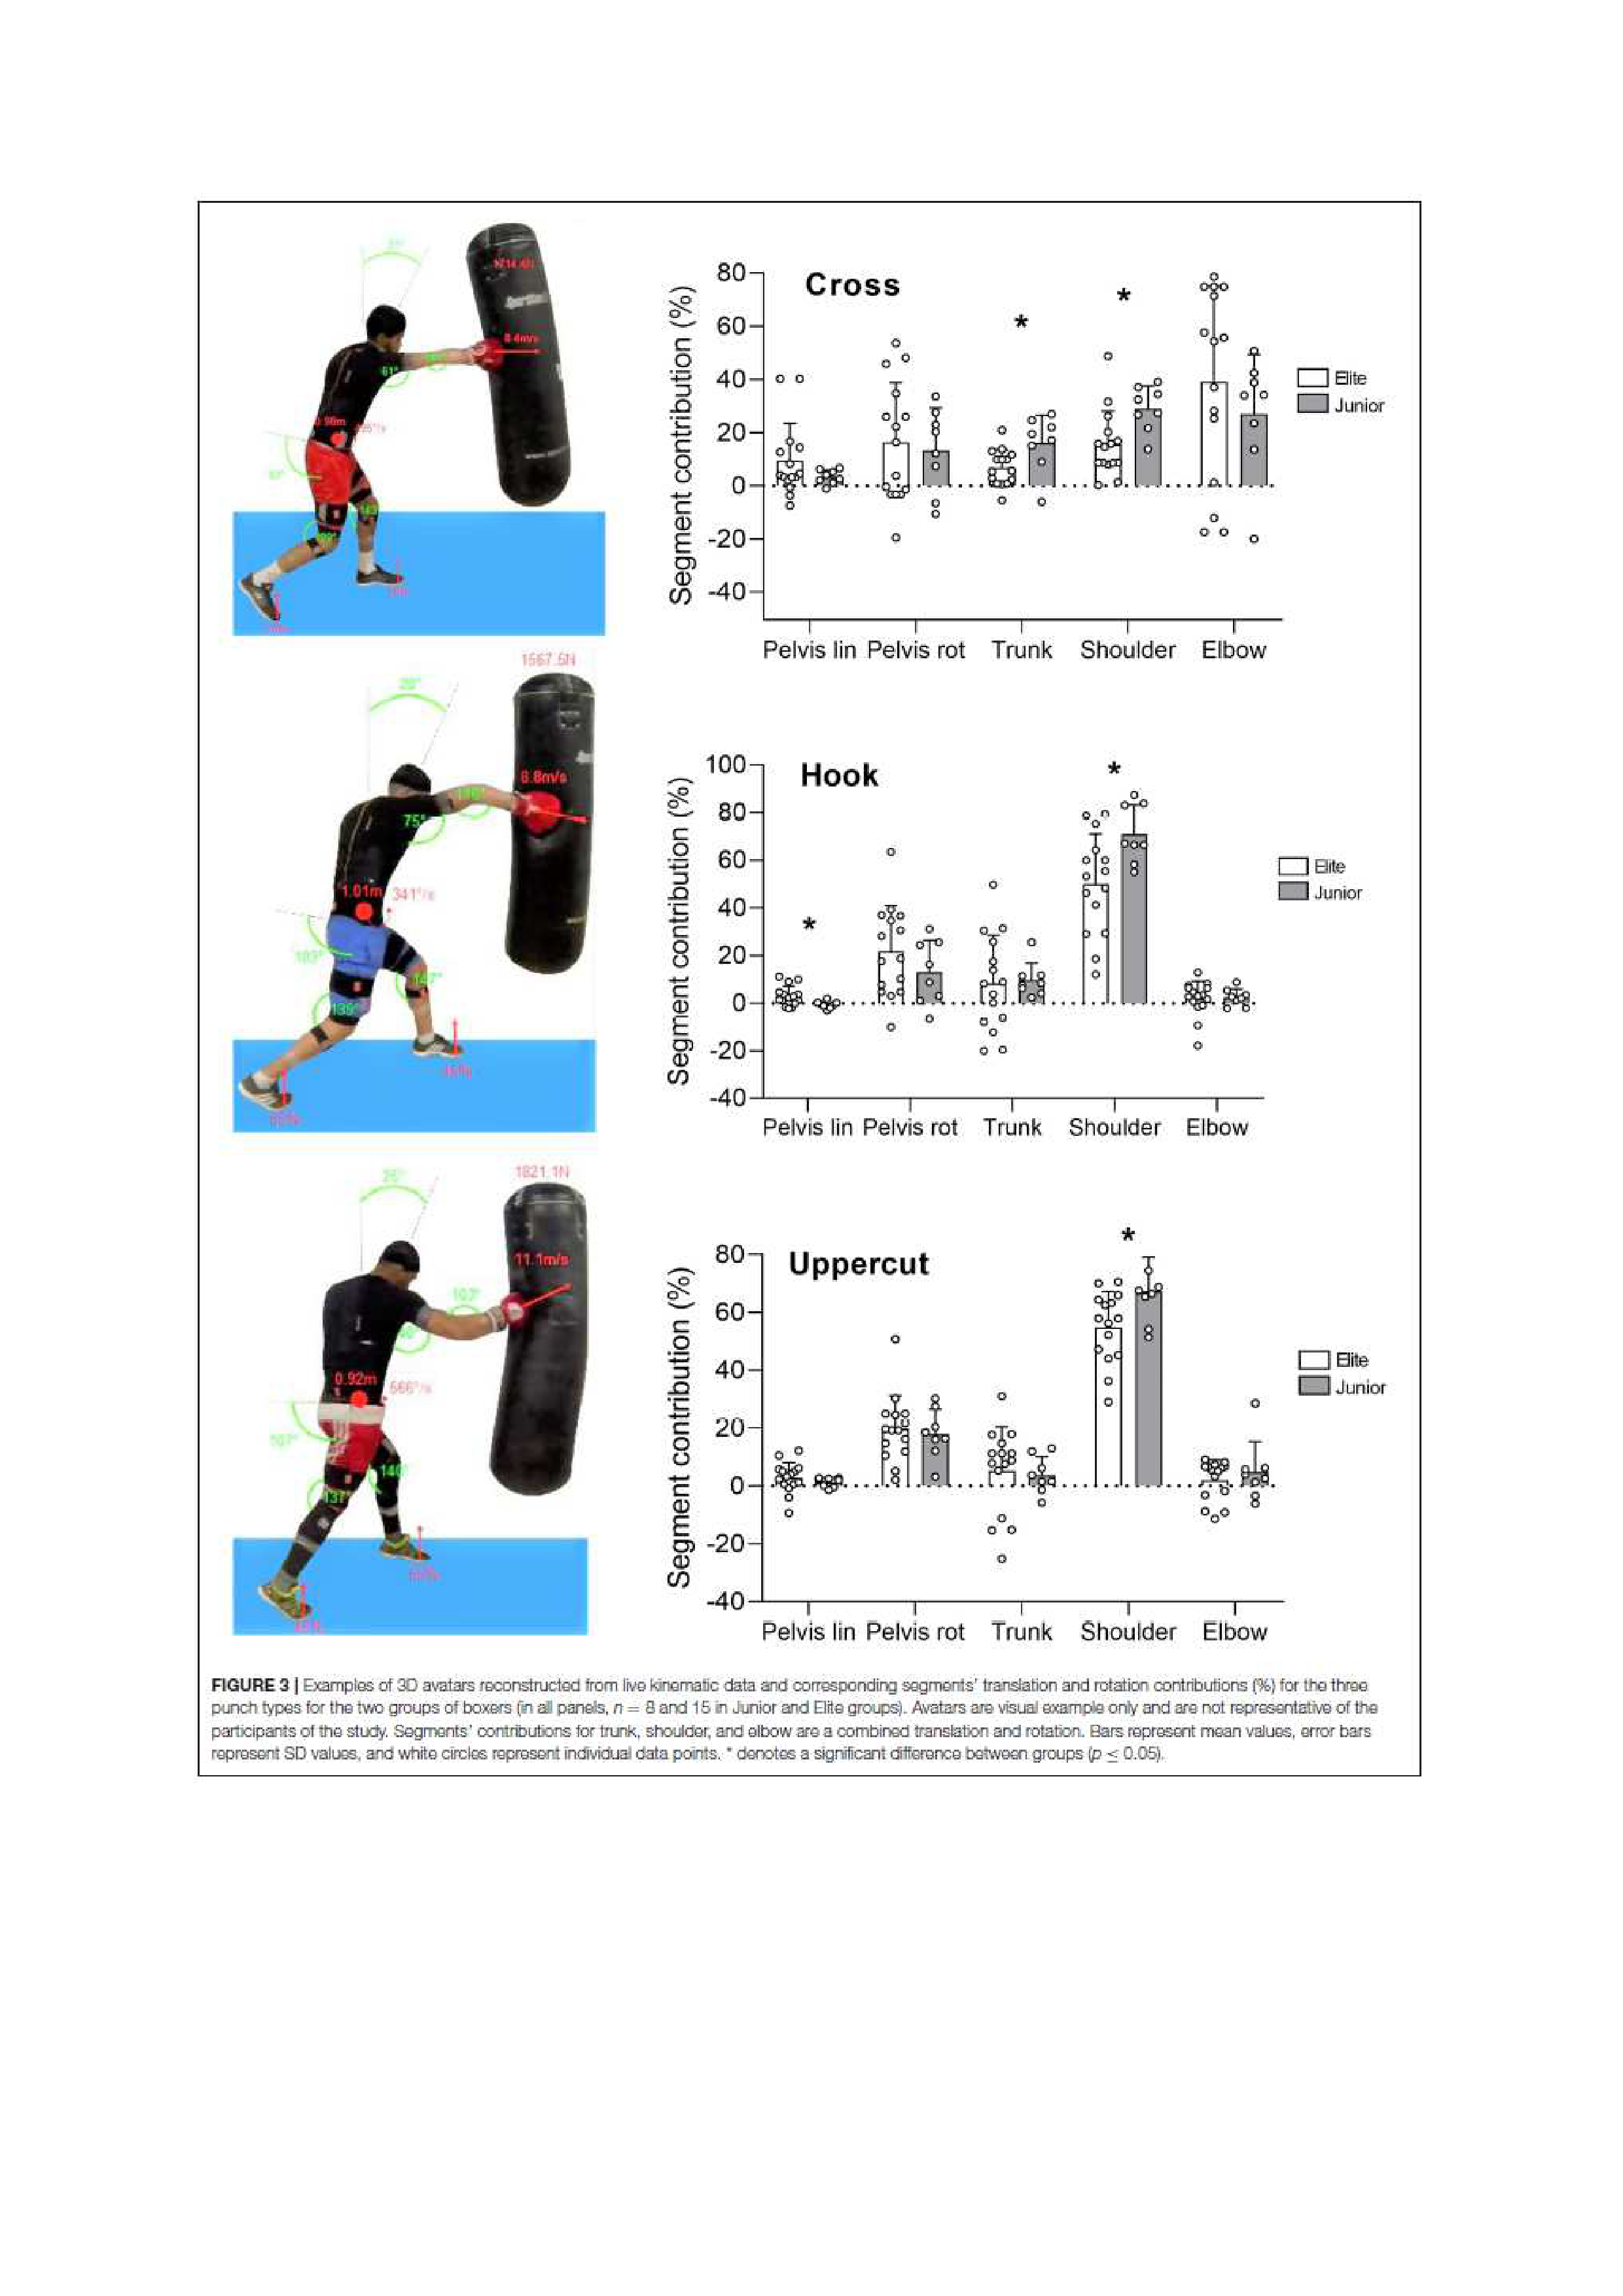 8.4m/s
61°
80
60
40
20
0
-20
-40
Segment contribution (%)
Cross
*
*
Elite
Junior
Pelvis lin Pelvis rot Trunk Shoulder Elbow
1567.5N
8.8m/s
75°
1.01m
341°/s
139°
100
80
60
40
20
0
-20
-40
Segment contribution (%)
Hook
*
*
Elite
Junior
Pelvis lin Pelvis rot Trunk Shoulder Elbow
1821.1N
11.1m/s
103°
0.92m
566°/s
107°
131°
80
60
40
20
0
-20
-40
Segment contribution (%)
Uppercut
*
Elite
Junior
Pelvis lin Pelvis rot Trunk Shoulder Elbow
FIGURE 3 | Examples of 3D avatars reconstructed from live kinematic data and corresponding segments' translation and rotation contributions (%) for the three
punch types for the two groups of boxers (in all panels, n = 8 and 15 in Junior and Elite groups). Avatars are visual example only and are not representative of the
participants of the study. Segments' contributions for trunk, shoulder, and elbow are a combined translation and rotation. Bars represent mean values, error bars
represent SD values, and white circles represent individual data points. * denotes a significant difference between groups (p ≤ 0.05).